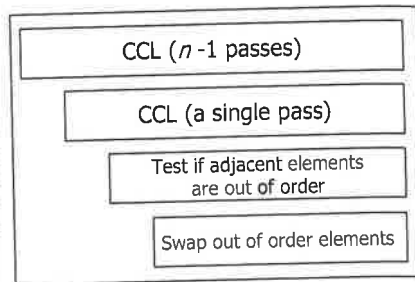 CCL (n -1 passes)
CCL (a single pass)
Test if adjacent elements
are out of order
Swap out of order elements